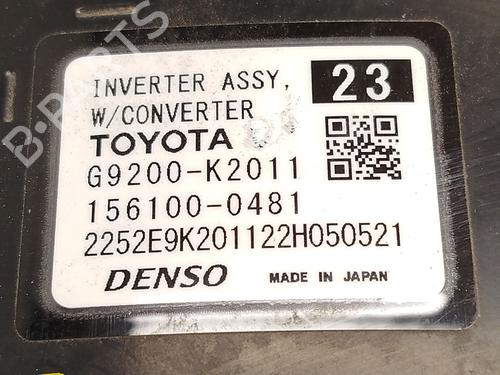 B-PARTS
INVERTER ASSY, 23
W/CONVERTER
TOYOTA
G9200-K2011
156100-0481
2252E9K201122H050521
DENSO MADE IN JAPAN